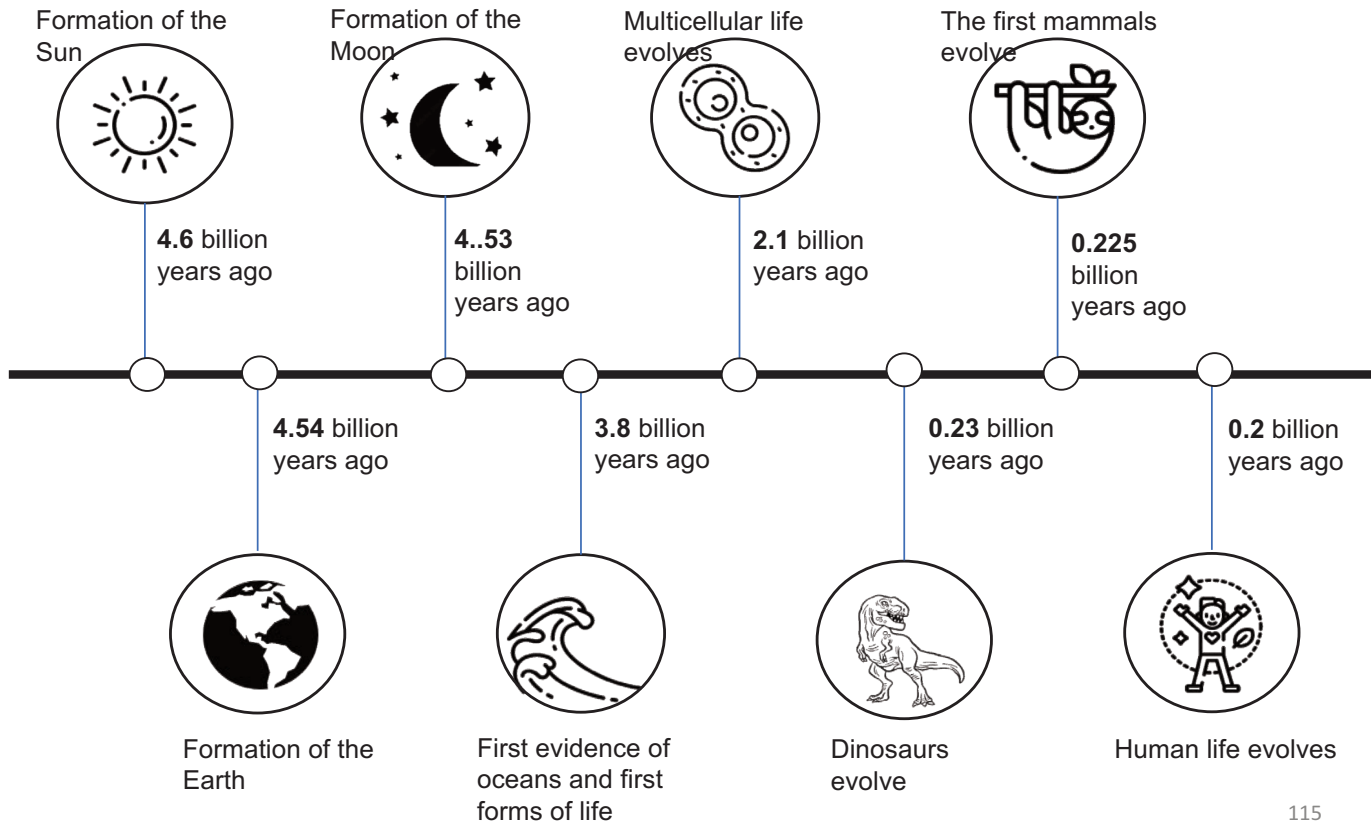 Formation of the
Sun
Formation of the
Moon
Multicellular life
evolves
The first mammals
evolve
4.6 billion
years ago
4..53
billion
years ago
2.1 billion
years ago
0.225
billion
years ago
4.54 billion
years ago
3.8 billion
years ago
0.23 billion
years ago
0.2 billion
years ago
Formation of the
Earth
First evidence of
oceans and first
forms of life
Dinosaurs
evolve
Human life evolves
115